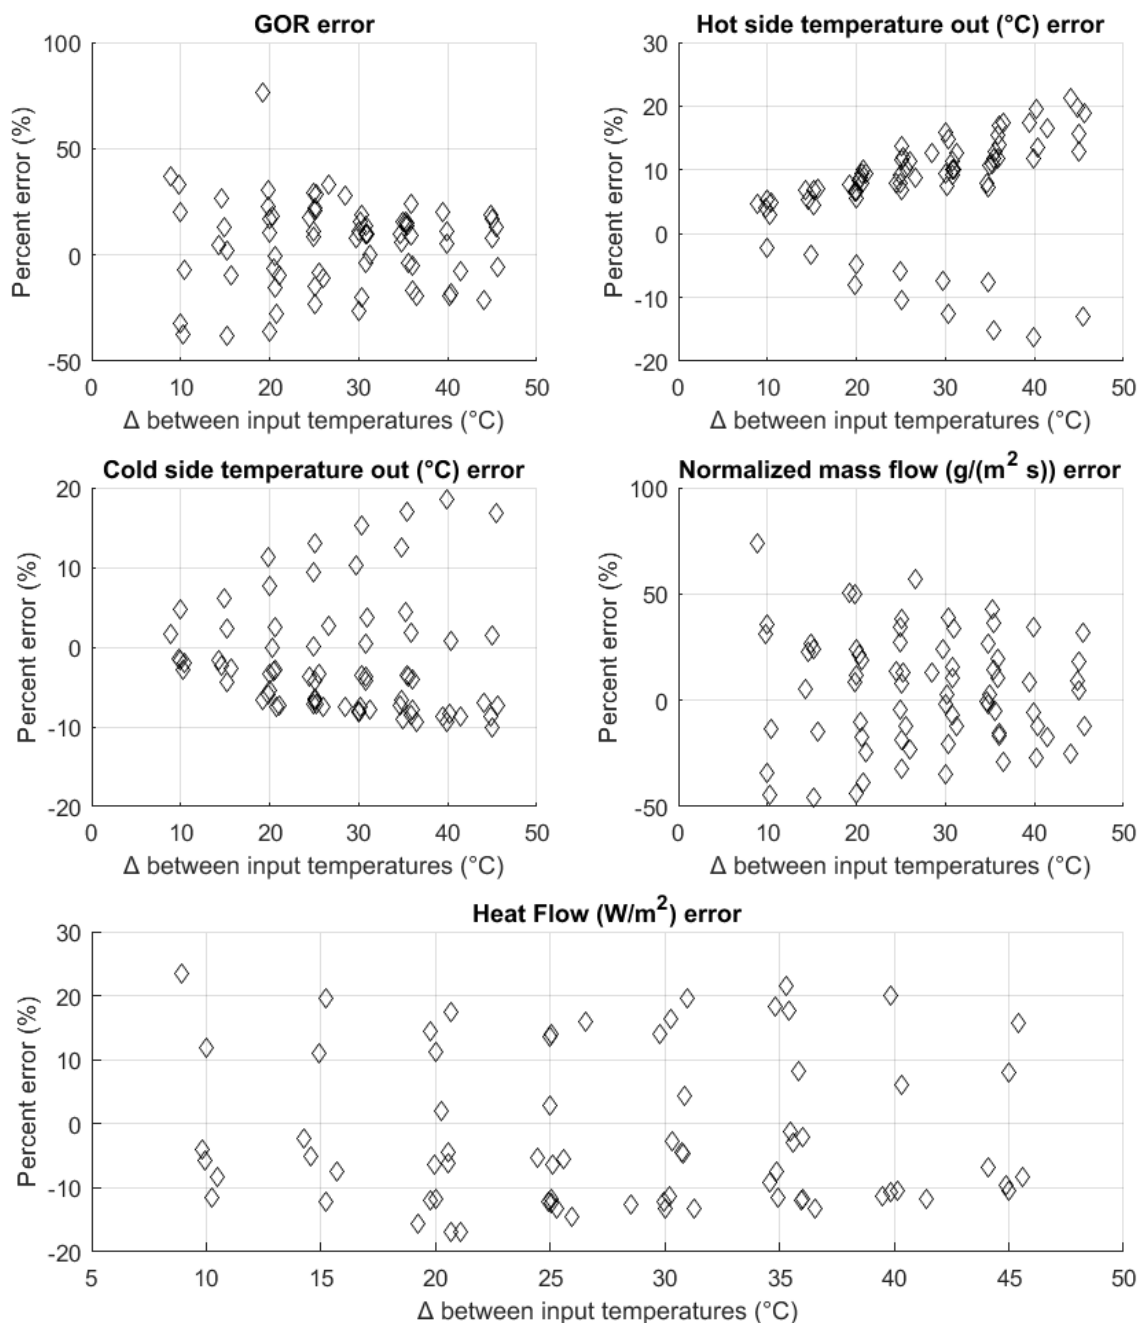 GOR error
Percent error (%)
100
50
0
-50
0 10 20 30 40 50
Δ between input temperatures (°C)
Hot side temperature out (°C) error
Percent error (%)
30
20
10
0
-10
-20
0 10 20 30 40 50
Δ between input temperatures (°C)
Cold side temperature out (°C) error
Percent error (%)
20
10
0
-10
-20
0 10 20 30 40 50
Δ between input temperatures (°C)
Normalized mass flow (g/(m² s)) error
Percent error (%)
100
50
0
-50
0 10 20 30 40 50
Δ between input temperatures (°C)
Heat Flow (W/m²) error
Percent error (%)
30
20
10
0
-10
-20
5 10 15 20 25 30 35 40 45 50
Δ between input temperatures (°C)